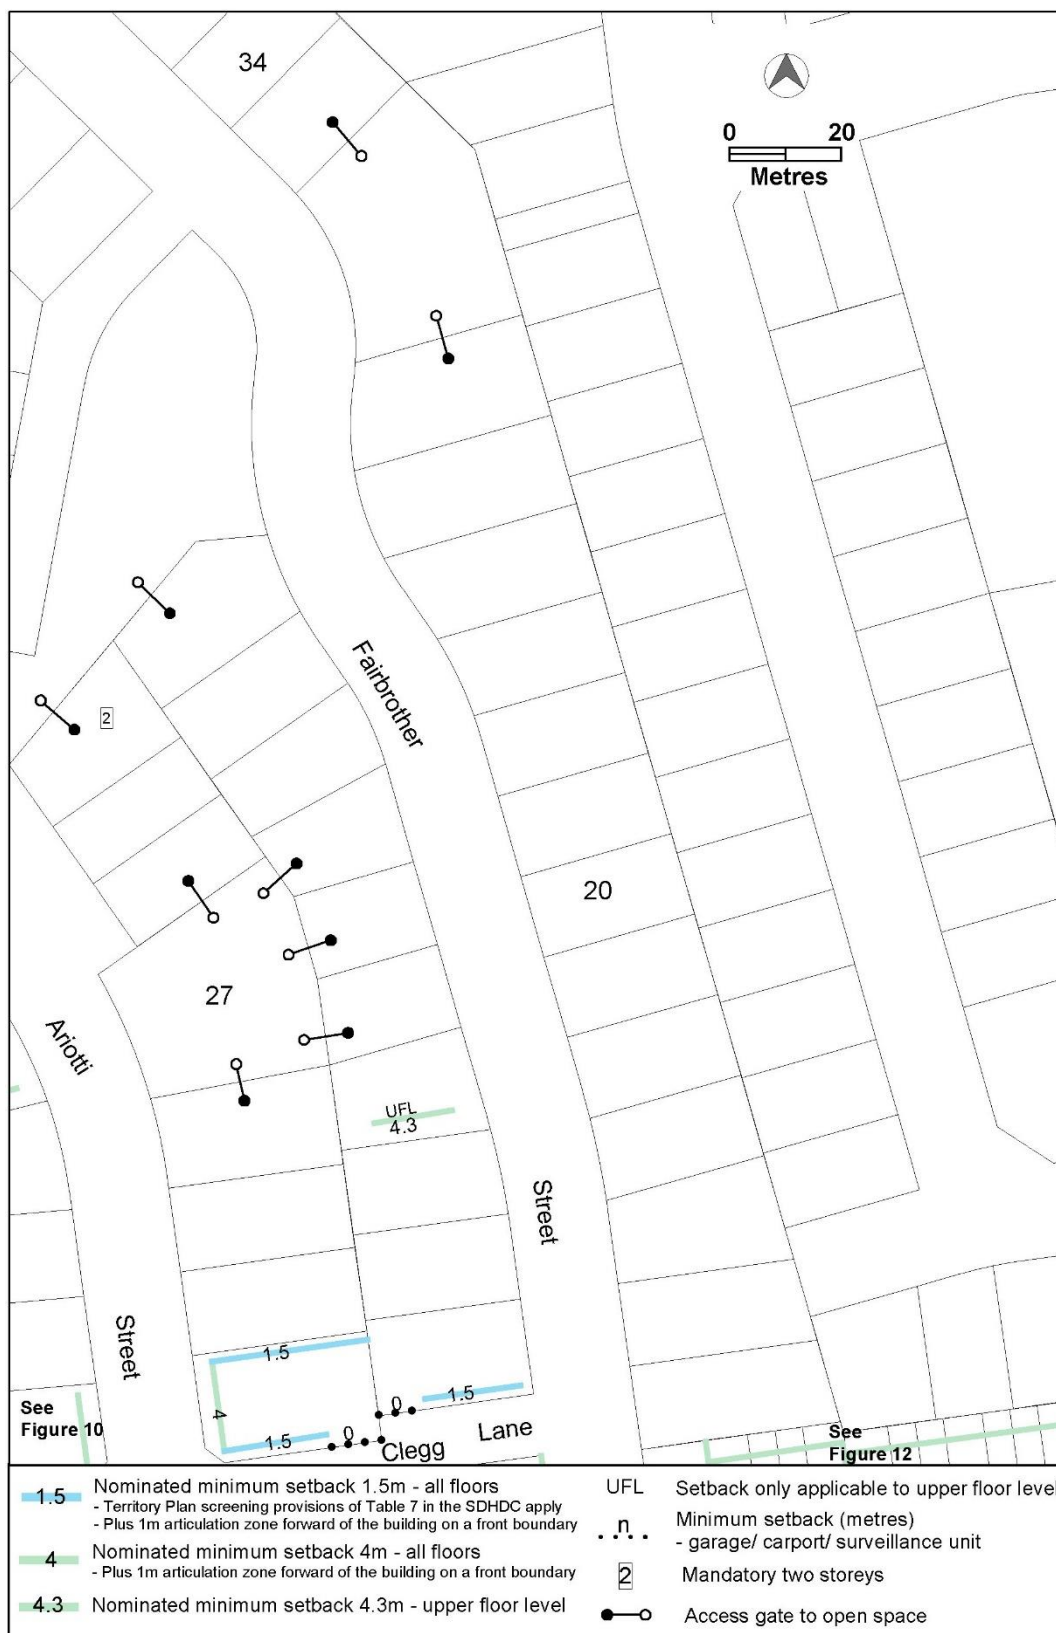 34
0 20
Metres
Fairbrother
2
20
27
Ariotti
UFL
4.3
Street
Street
1.5
4
0
1.5
1.5
0
Clegg Lane
See
Figure 10
See
Figure 12
1.5 Nominated minimum setback 1.5m - all floors
- Territory Plan screening provisions of Table 7 in the SDHDC apply
- Plus 1m articulation zone forward of the building on a front boundary
4 Nominated minimum setback 4m - all floors
- Plus 1m articulation zone forward of the building on a front boundary
4.3 Nominated minimum setback 4.3m - upper floor level
UFL Setback only applicable to upper floor level
n Minimum setback (metres)
- garage/ carport/ surveillance unit
2 Mandatory two storeys
Access gate to open space